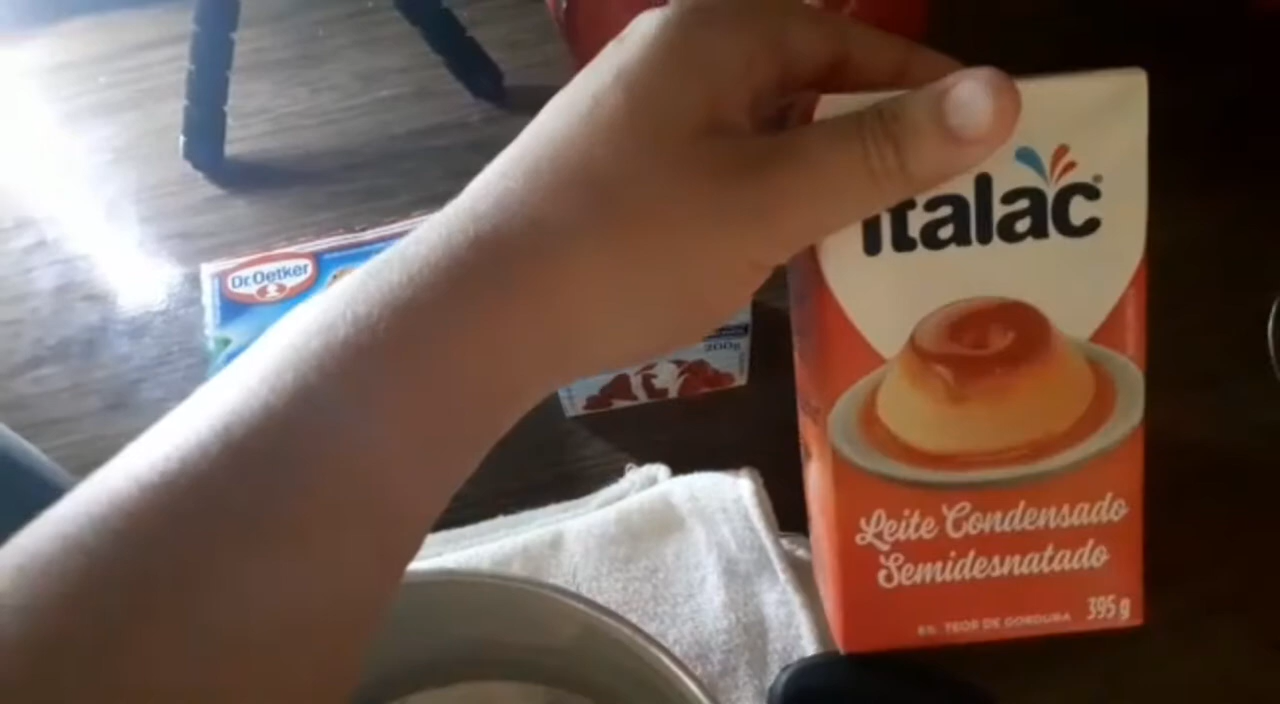 Dr.Oetker
italac
200g
Leite Condensado
Semidesnatado
TEOR DE GORDURA 395 g